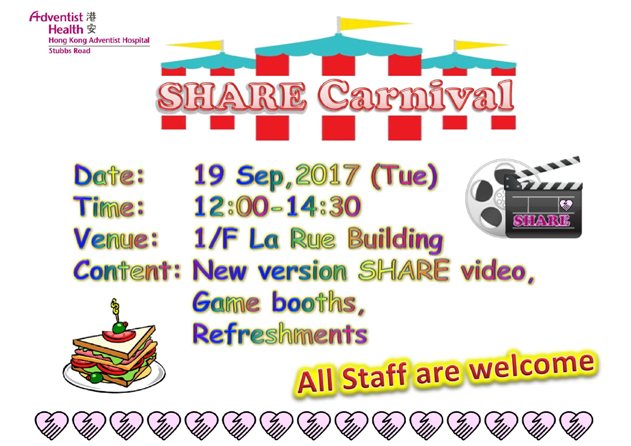 Adventist 港
Health 安
Hong Kong Adventist Hospital
Stubbs Road
SHARE Carnival
Date: 19 Sep,2017 (Tue)
Time: 12:00-14:30
Venue: 1/F La Rue Building
Content: New version SHARE video,
Game booths,
Refreshments
SHARE
All Staff are welcome